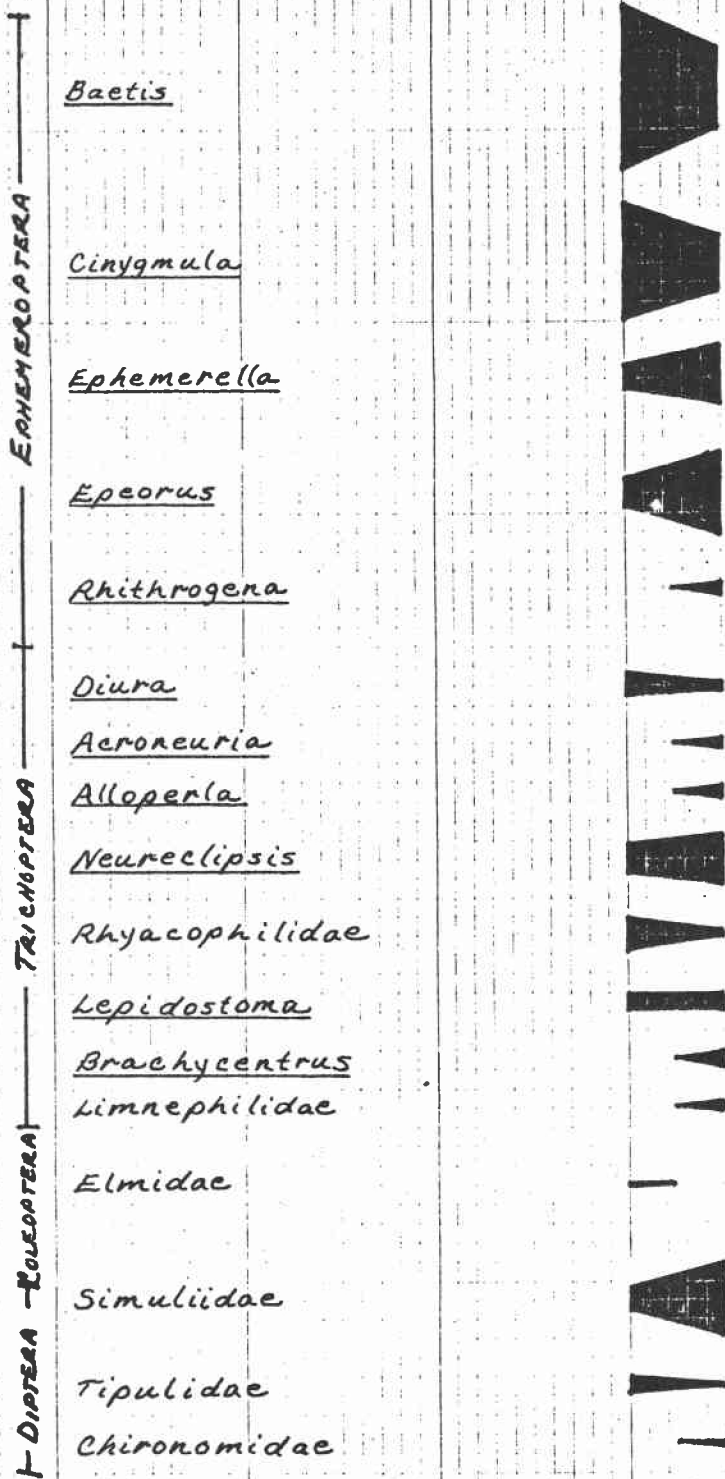 EPHEMEROPTERA
Baetis
Cinygmula
Ephemerella
Epeorus
Rhithrogena
TRICHOPTERA
Diura
Acroneuria
Alloperla
Neureclipsis
Rhyacophilidae
Lepidostoma
Brachycentrus
Limnephilidae
COLEOPTERA
Elmidae
DIPTERA
Simuliidae
Tipulidae
Chironomidae